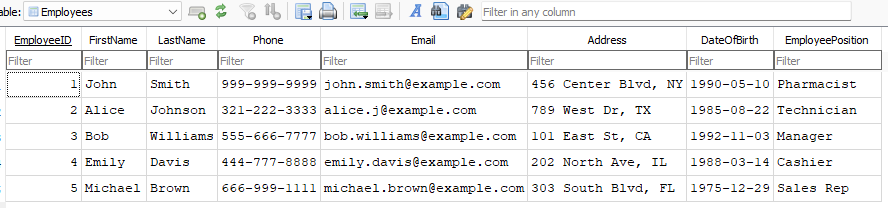 able: Employees Filter in any column
EmployeeID FirstName LastName Phone Email Address DateOfBirth EmployeePosition
Filter Filter Filter Filter Filter Filter Filter Filter
1 John Smith 999-999-9999 john.smith@example.com 456 Center Blvd, NY 1990-05-10 Pharmacist
2 Alice Johnson 321-222-3333 alice.j@example.com 789 West Dr, TX 1985-08-22 Technician
3 Bob Williams 555-666-7777 bob.williams@example.com 101 East St, CA 1992-11-03 Manager
4 Emily Davis 444-777-8888 emily.davis@example.com 202 North Ave, IL 1988-03-14 Cashier
5 Michael Brown 666-999-1111 michael.brown@example.com 303 South Blvd, FL 1975-12-29 Sales Rep